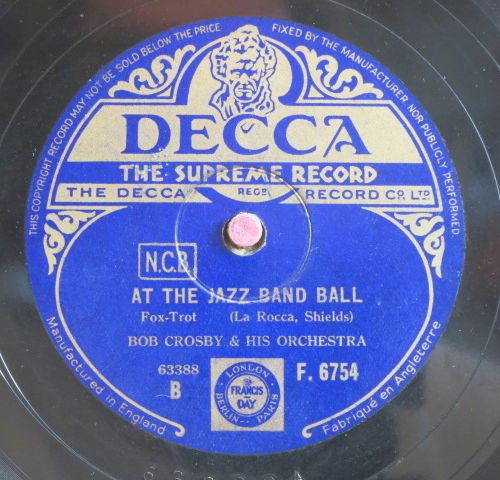 THIS COPYRIGHT RECORD MAY NOT BE SOLD BELOW THE PRICE FIXED BY THE MANUFACTURER NOR PUBLICLY PERFORMED.
DECCA
THE SUPREME RECORD
THE DECCA REGD RECORD CO. LTD
N.C.B
AT THE JAZZ BAND BALL
Fox-Trot (La Rocca, Shields)
BOB CROSBY & HIS ORCHESTRA
63388
B
LONDON
FRANCIS
DAY
BERLIN PARIS
F. 6754
Manufactured in England
Fabriqué en Angleterre